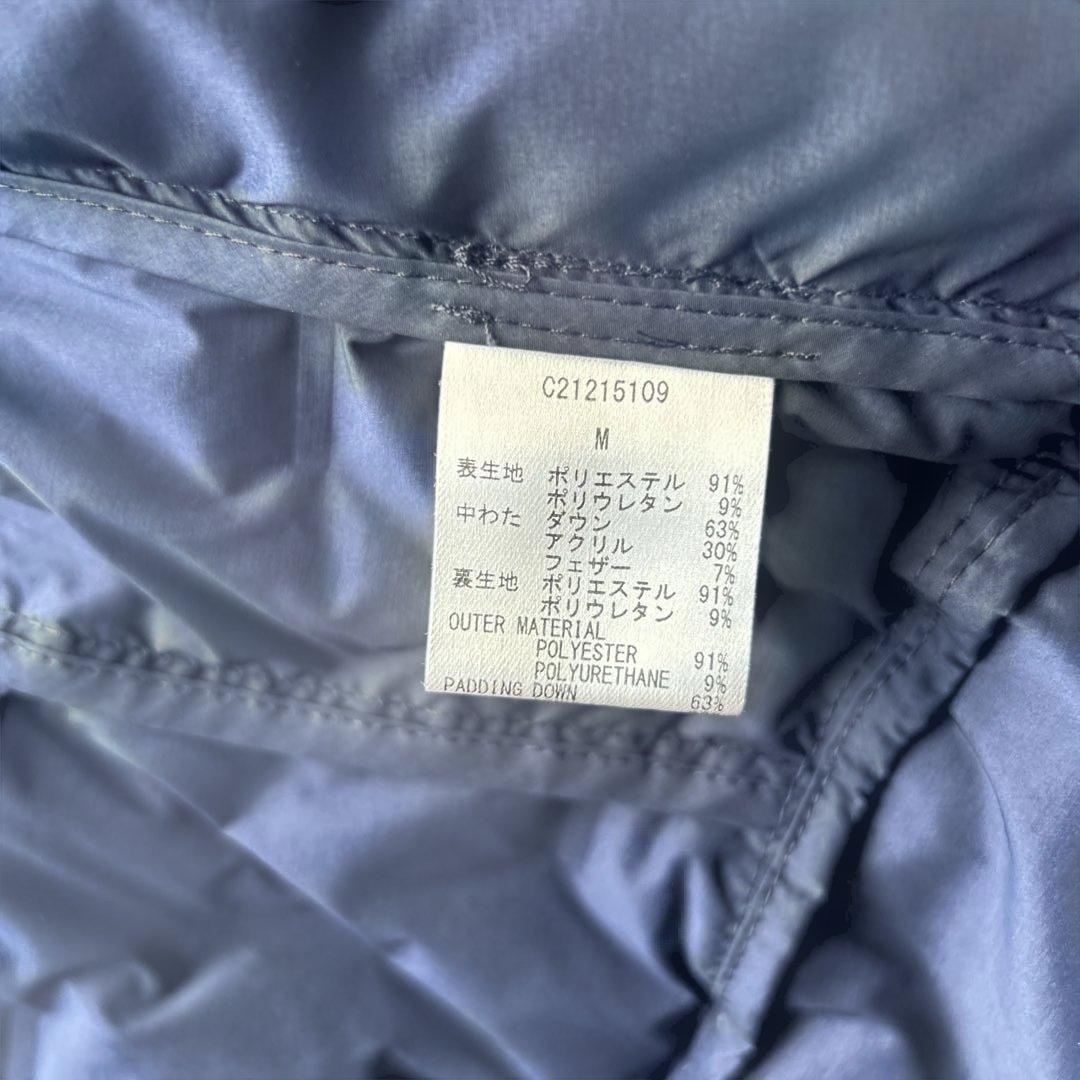 C21215109
M
表生地 ポリエステル 91%
ポリウレタン 9%
中わた ダウン 63%
アクリル 30%
フェザー 7%
裏生地 ポリエステル 91%
ポリウレタン 9%
OUTER MATERIAL
POLYESTER 91%
POLYURETHANE 9%
PADDING DOWN 63%